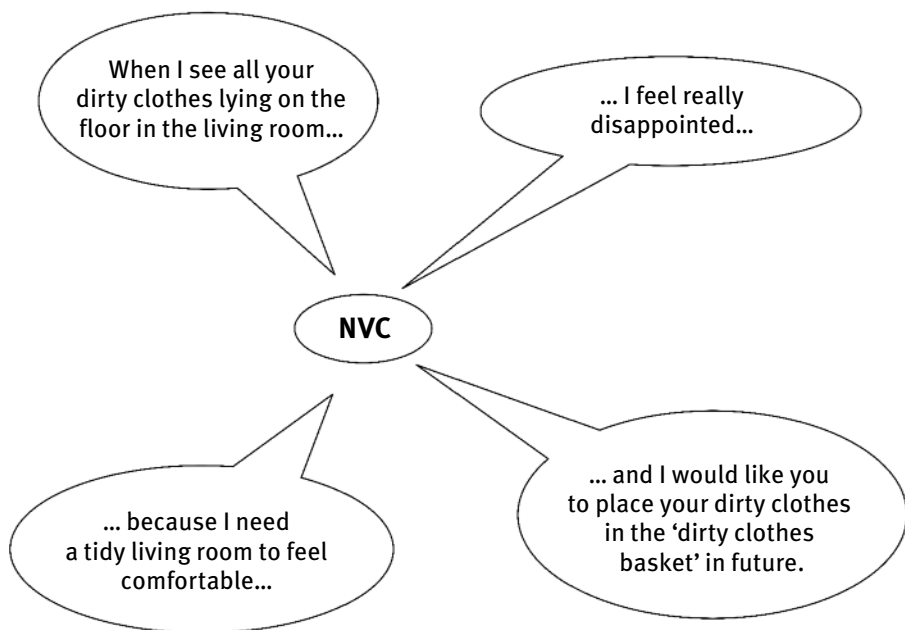 When I see all your
dirty clothes lying on the
floor in the living room...
... I feel really
disappointed...
NVC
... because I need
a tidy living room to feel
comfortable...
... and I would like you
to place your dirty clothes
in the ‘dirty clothes
basket’ in future.